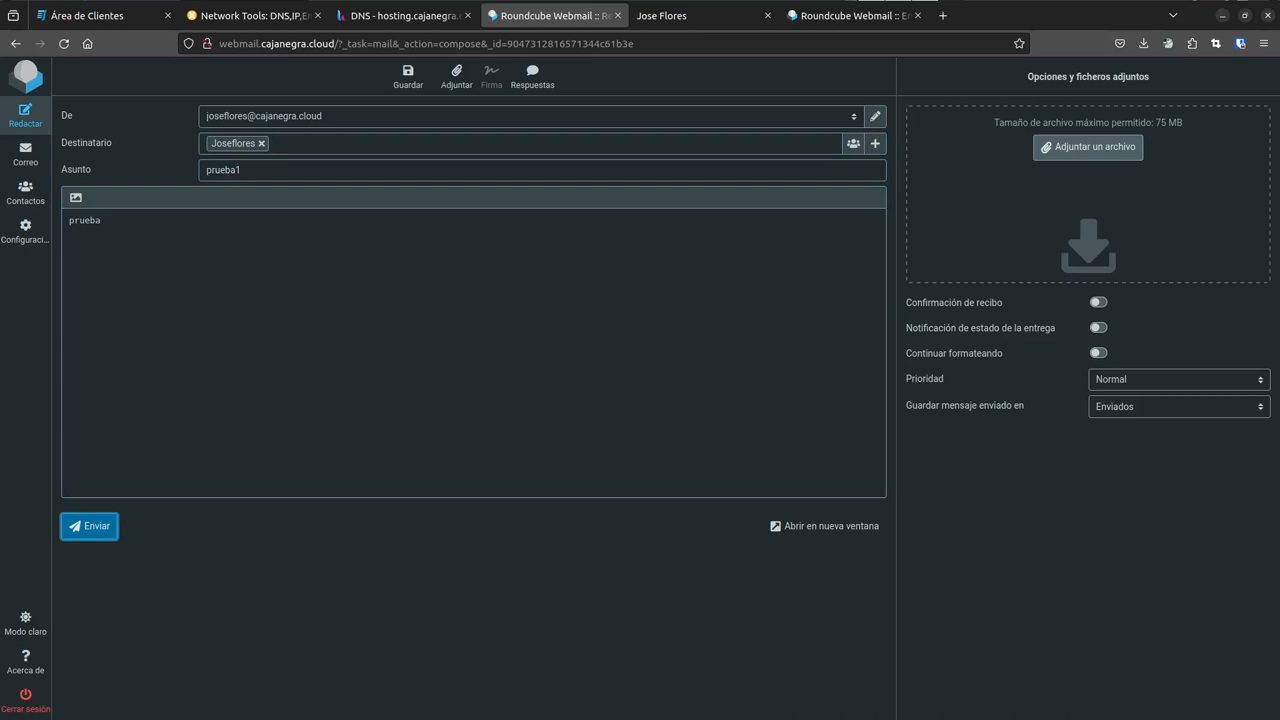 Área de Clientes
Network Tools: DNS,IP,Em
DNS - hosting.cajanegra.c
Roundcube Webmail :: Re
Jose Flores
Roundcube Webmail :: En
webmail.cajanegra.cloud/?_task=mail&_action=compose&_id=9047312816571344c61b3e
Redactar
Correo
Contactos
Configuraci...
Modo claro
Acerca de
Cerrar sesión
Guardar
Adjuntar
Firma
Respuestas
De
joseflores@cajanegra.cloud
Destinatario
Joseflores
Asunto
prueba1
prueba
Enviar
Abrir en nueva ventana
Opciones y ficheros adjuntos
Tamaño de archivo máximo permitido: 75 MB
Adjuntar un archivo
Confirmación de recibo
Notificación de estado de la entrega
Continuar formateando
Prioridad
Normal
Guardar mensaje enviado en
Enviados